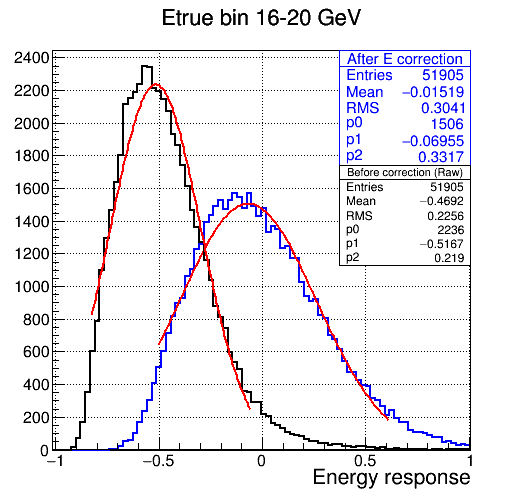 Etrue bin 16-20 GeV
After E correction
Entries 51905
Mean −0.01519
RMS 0.3041
p0 1506
p1 −0.06955
p2 0.3317
Before correction (Raw)
Entries 51905
Mean −0.4692
RMS 0.2256
p0 2236
p1 −0.5167
p2 0.219
2400
2200
2000
1800
1600
1400
1200
1000
800
600
400
200
0
−1 −0.5 0 0.5 1
Energy response